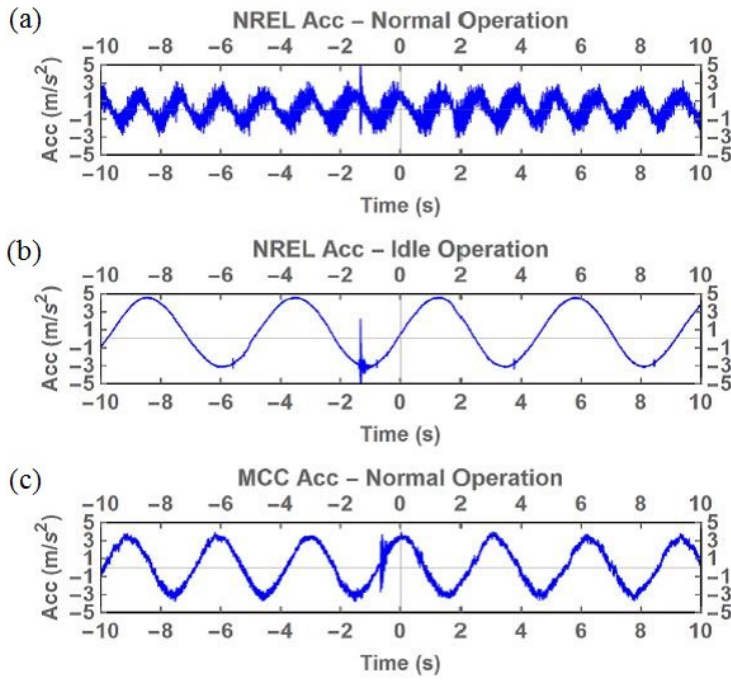 (a)
NREL Acc – Normal Operation
−10 −8 −6 −4 −2 0 2 4 6 8 10
Acc (m/s²)
5 5
3 3
1 1
−1 −1
−3 −3
−5 −5
−10 −8 −6 −4 −2 0 2 4 6 8 10
Time (s)
(b)
NREL Acc – Idle Operation
−10 −8 −6 −4 −2 0 2 4 6 8 10
Acc (m/s²)
5 5
3 3
1 1
−1 −1
−3 −3
−5 −5
−10 −8 −6 −4 −2 0 2 4 6 8 10
Time (s)
(c)
MCC Acc – Normal Operation
−10 −8 −6 −4 −2 0 2 4 6 8 10
Acc (m/s²)
5 5
3 3
1 1
−1 −1
−3 −3
−5 −5
−10 −8 −6 −4 −2 0 2 4 6 8 10
Time (s)